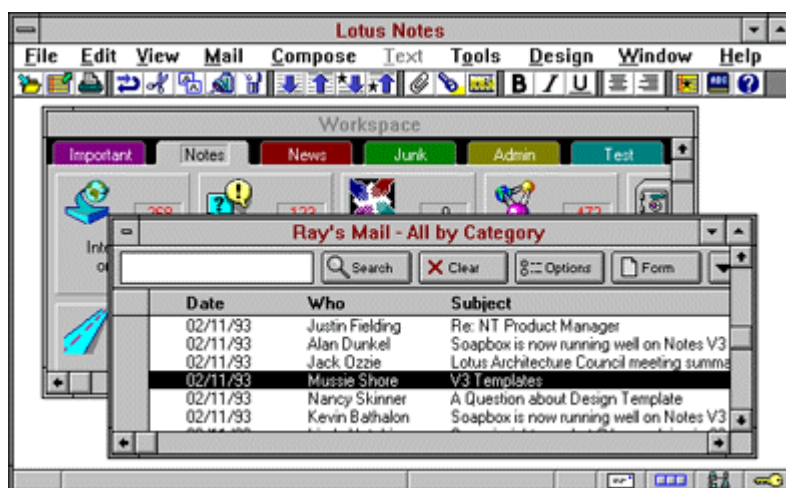 Lotus Notes
File Edit View Mail Compose Text Tools Design Window Help
B I U
Workspace
Important Notes News Junk Admin Test
268 123 0 472
Ray's Mail - All by Category
Search Clear Options Form
Date Who Subject
02/11/93 Justin Fielding Re: NT Product Manager
02/11/93 Alan Dunkel Soapbox is now running well on Notes V3
02/11/93 Jack Ozzie Lotus Architecture Council meeting summa
02/11/93 Mussie Shore V3 Templates
02/11/93 Nancy Skinner A Question about Design Template
02/11/93 Kevin Bathalon Soapbox is now running well on Notes V3